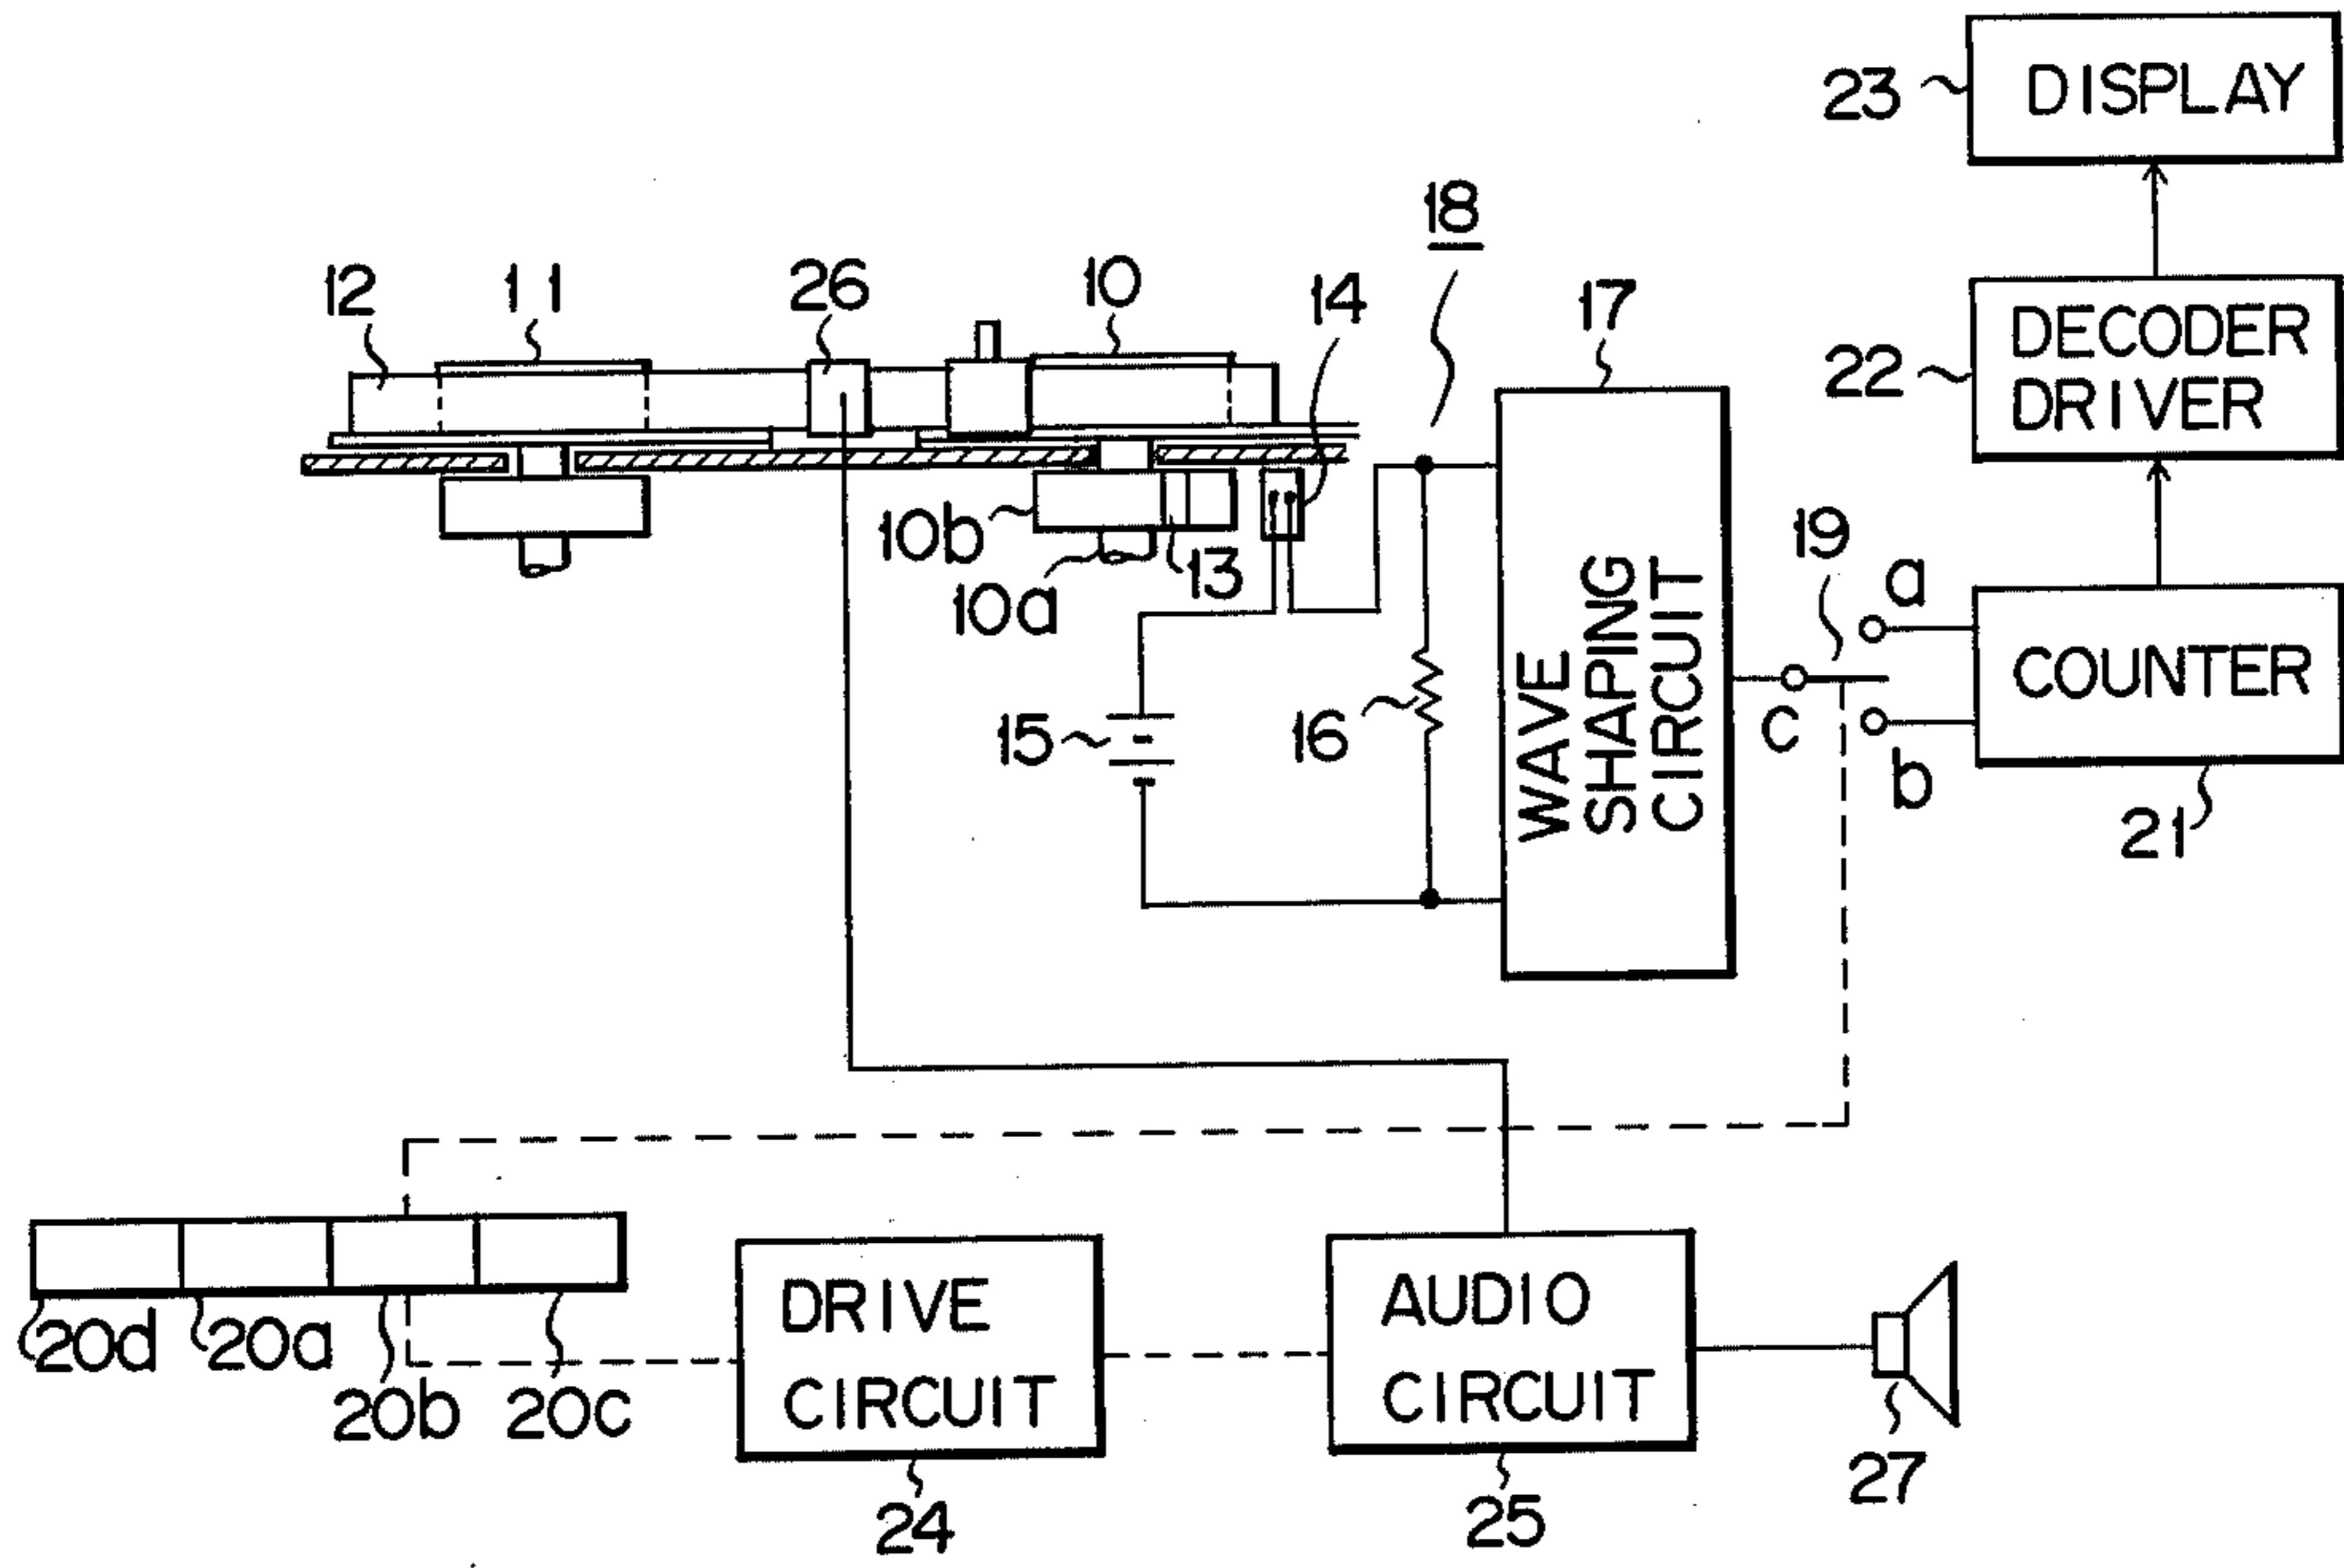 23
DISPLAY
18
12
11
26
10
14
17
22
DECODER
DRIVER
10b
13
10a
19
a
WAVE
SHAPING
CIRCUIT
COUNTER
15
16
c
b
21
20d
20a
20b
20c
DRIVE
CIRCUIT
24
AUDIO
CIRCUIT
25
27